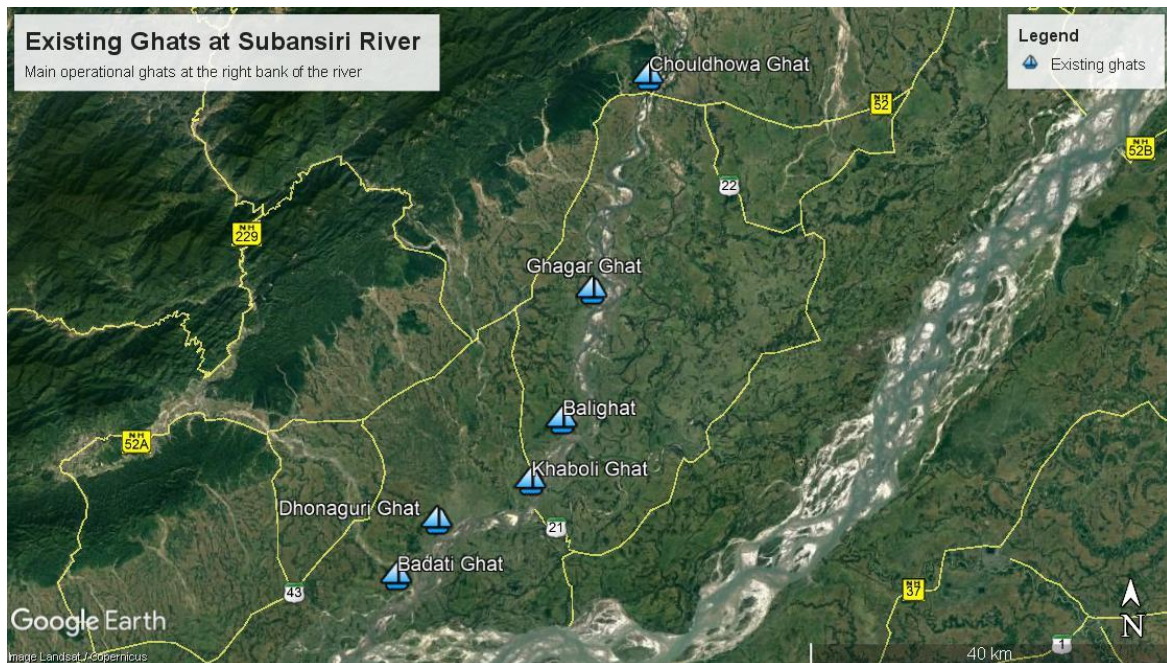 Existing Ghats at Subansiri River
Main operational ghats at the right bank of the river
Legend
Existing ghats
Chouldhowa Ghat
NH
52
NH
52B
22
NH
229
Ghagar Ghat
Balighat
NH
52A
Khaboli Ghat
Dhonaguri Ghat
21
Badati Ghat
43
NH
37
N
Google Earth
1
40 km
Image Landsat / Copernicus